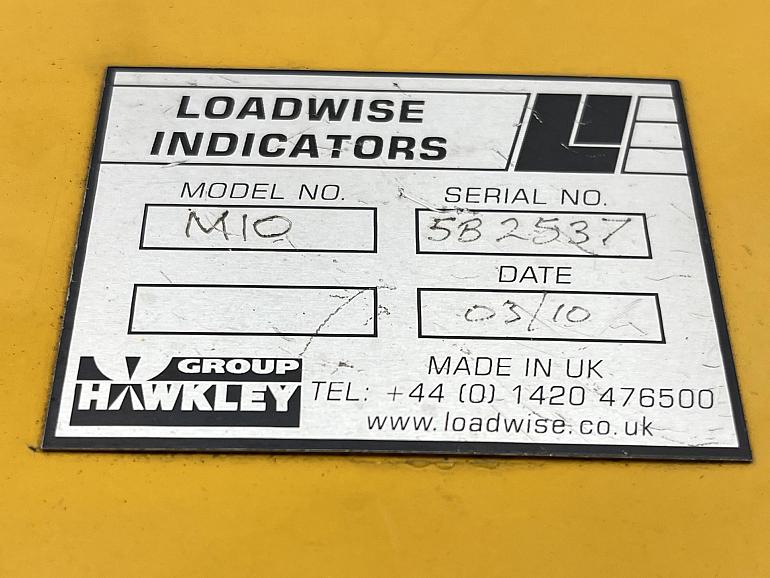 LOADWISE
INDICATORS
MODEL NO.
M10
SERIAL NO.
5B2537
DATE
03/10
GROUP
HAWKLEY
MADE IN UK
TEL: +44 (0) 1420 476500
www.loadwise.co.uk